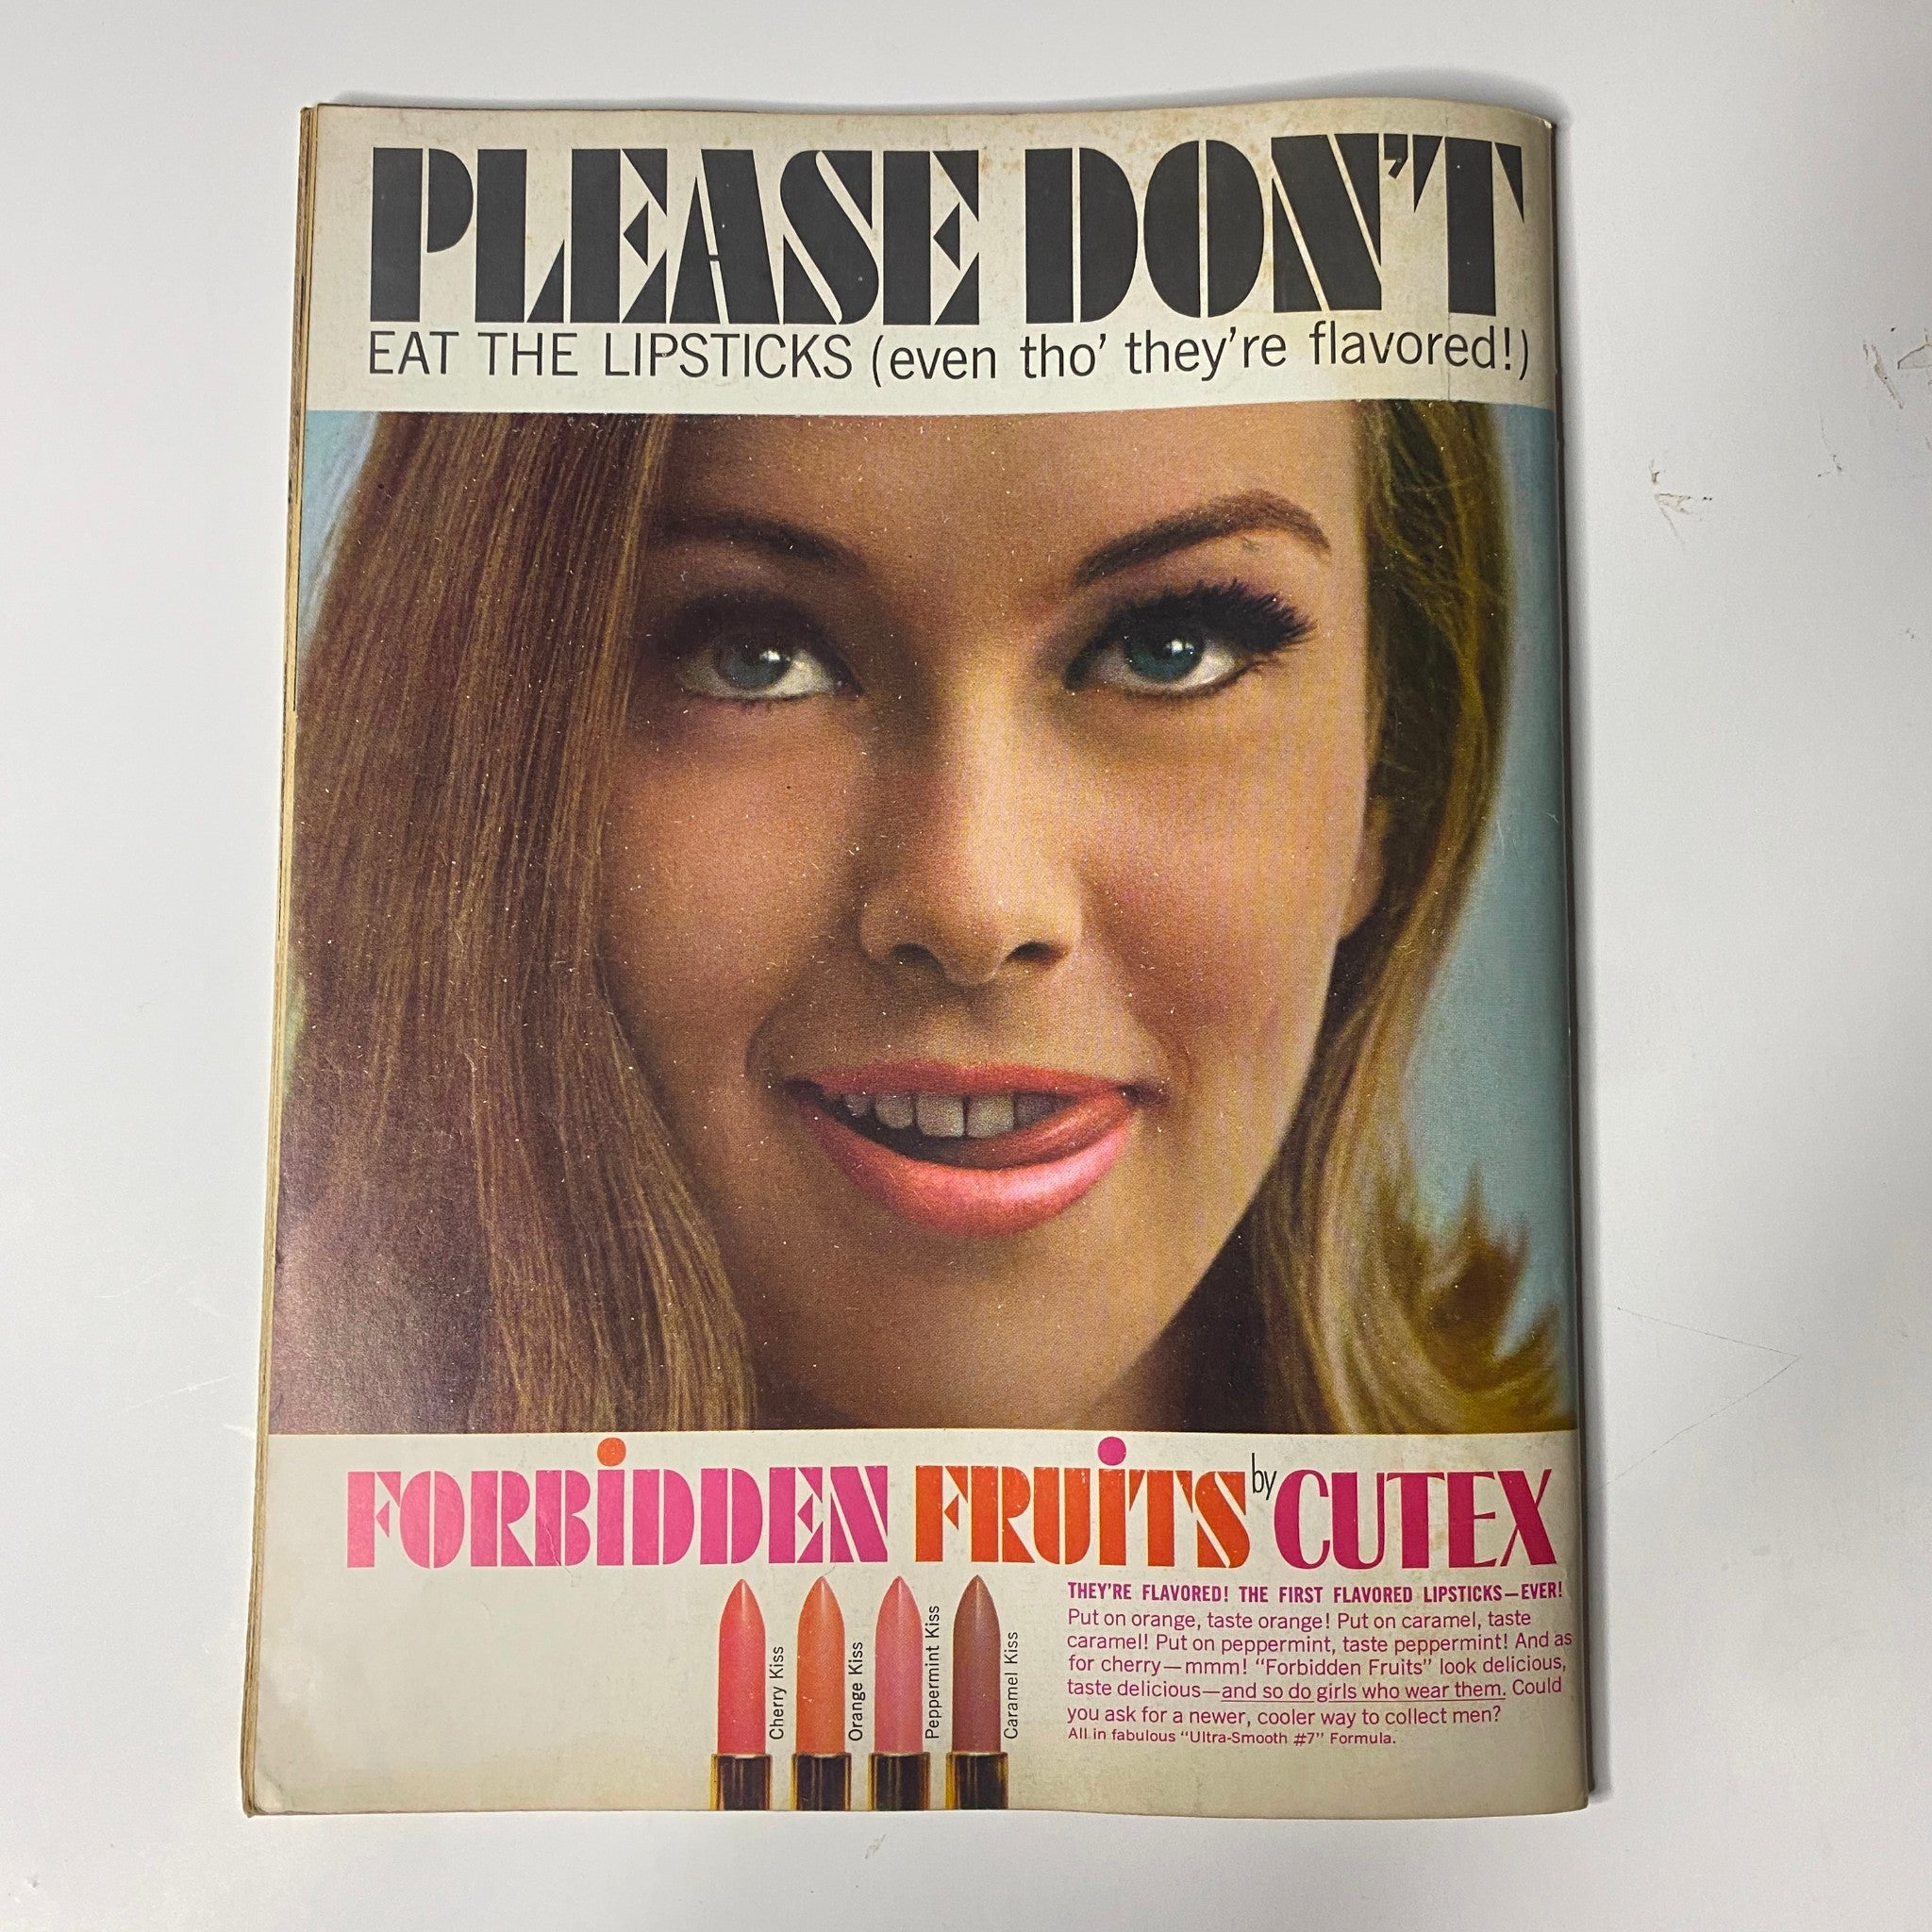 PLEASE DON'T
EAT THE LIPSTICKS (even tho' they're flavored!)
FORBiDDEN FRUiTS by CUTEX
Cherry Kiss
Orange Kiss
Peppermint Kiss
Caramel Kiss
THEY'RE FLAVORED! THE FIRST FLAVORED LIPSTICKS—EVER!
Put on orange, taste orange! Put on caramel, taste
caramel! Put on peppermint, taste peppermint! And as
for cherry—mmm! "Forbidden Fruits" look delicious,
taste delicious—and so do girls who wear them. Could
you ask for a newer, cooler way to collect men?
All in fabulous "Ultra-Smooth #7" Formula.